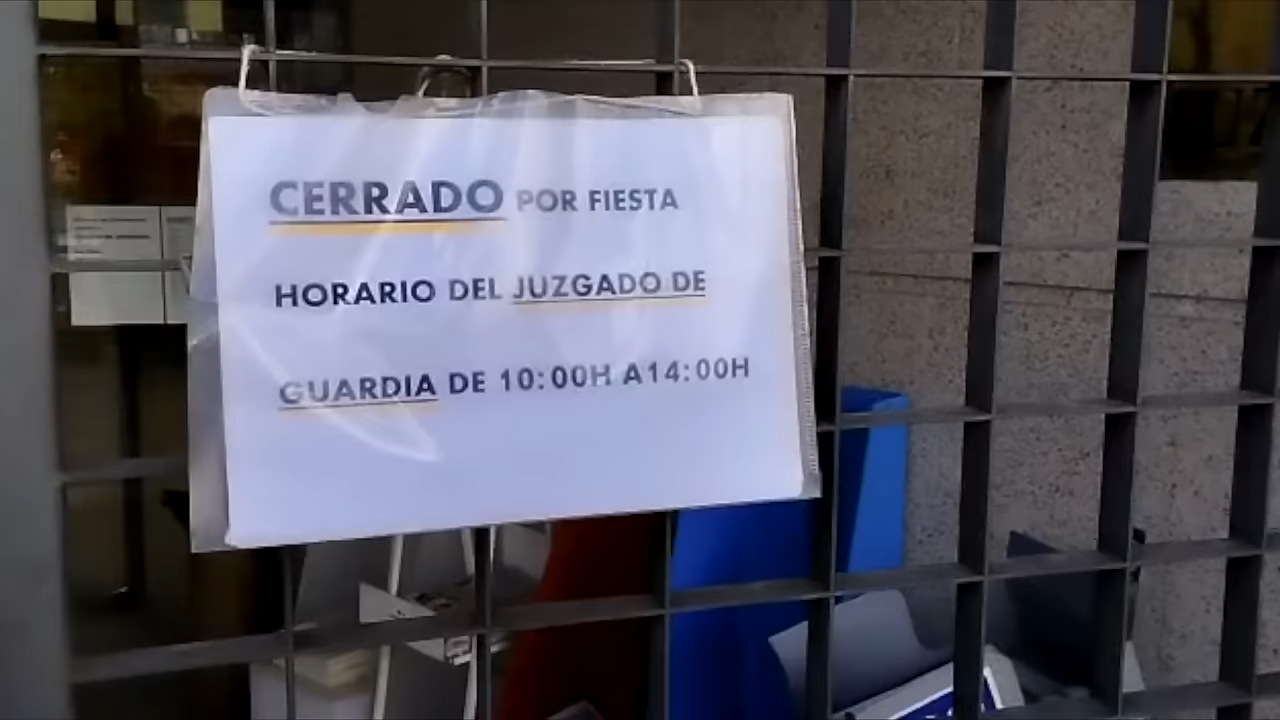 CERRADO POR FIESTA
HORARIO DEL JUZGADO DE
GUARDIA DE 10:00H A14:00H